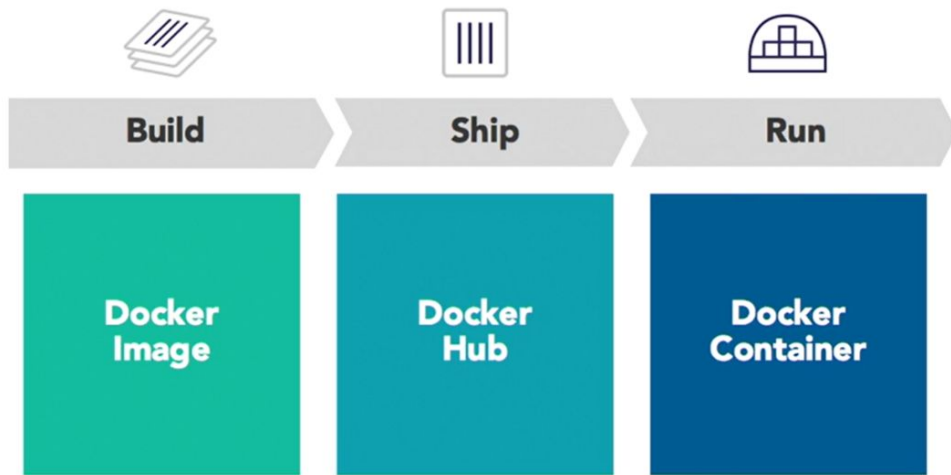 Build
Ship
Run
Docker
Image
Docker
Hub
Docker
Container